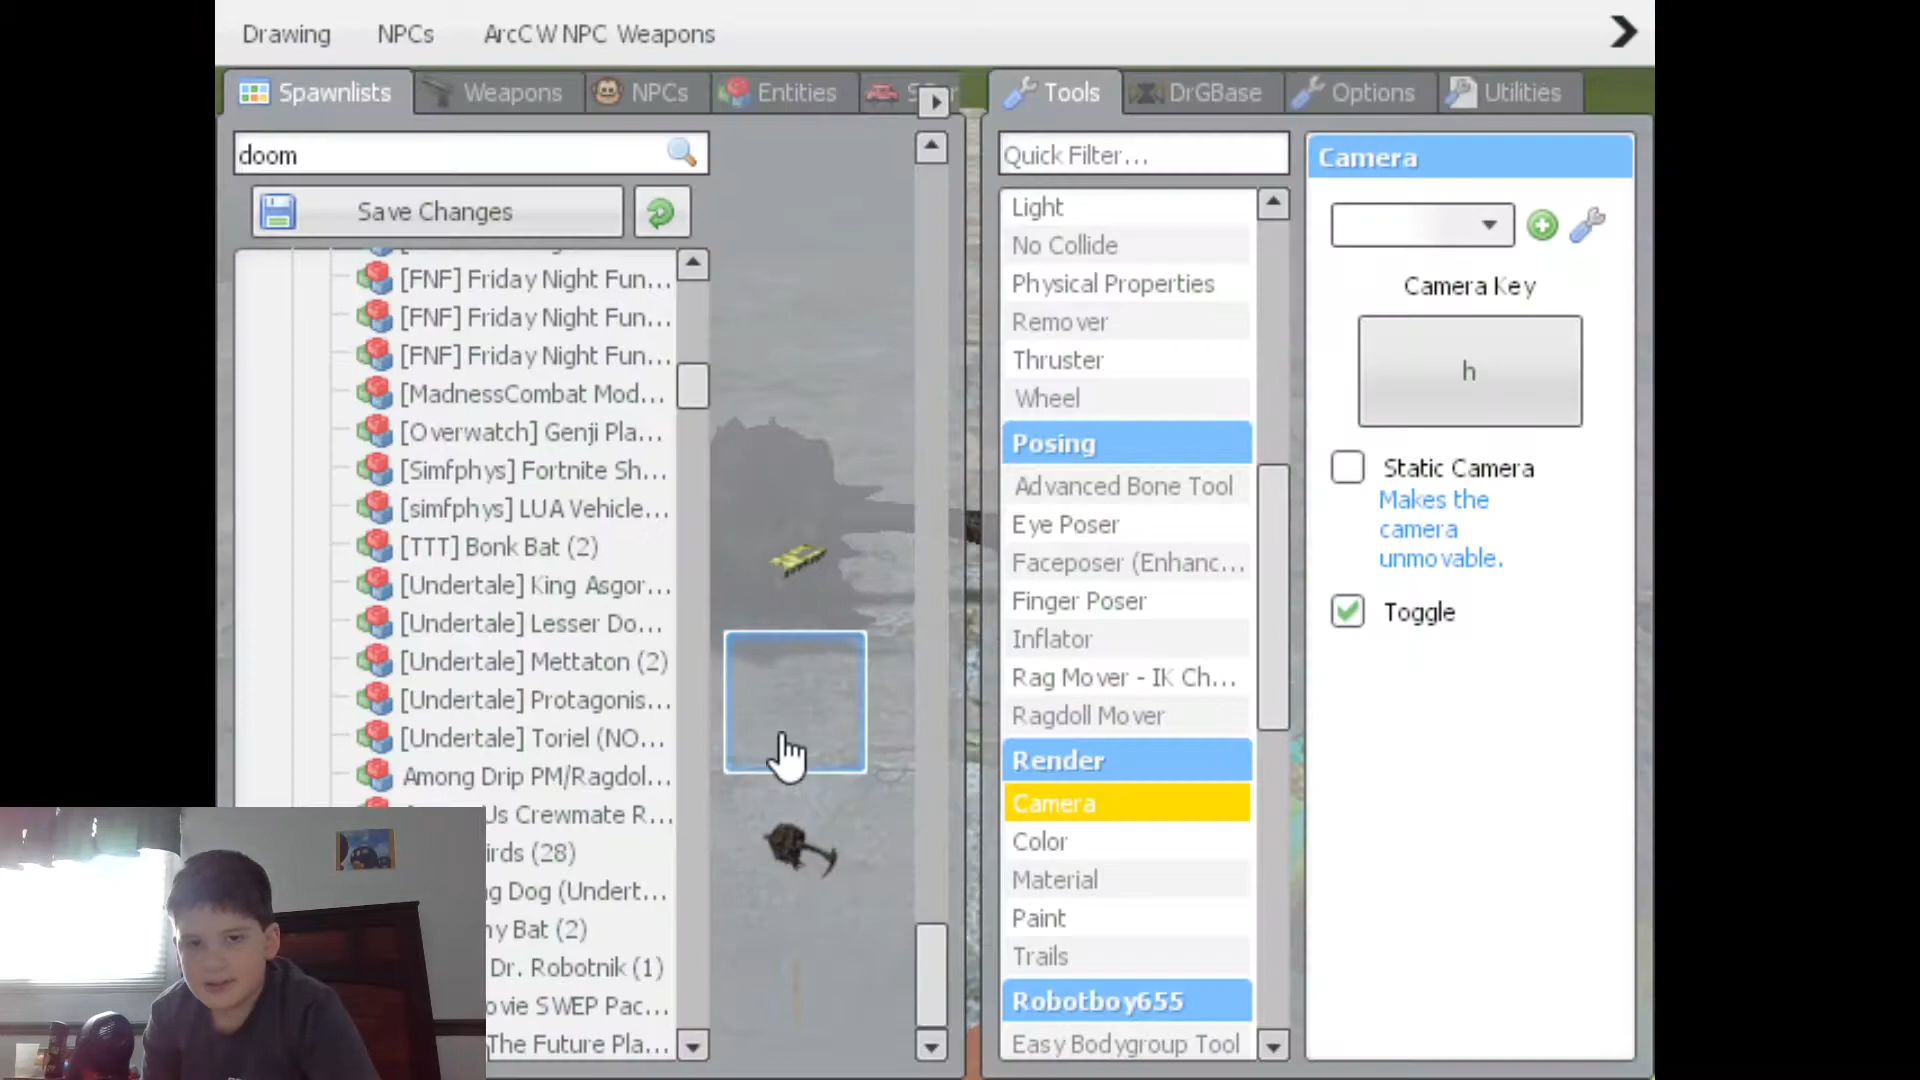 Drawing NPCs ArcCW NPC Weapons
Spawnlists Weapons NPCs Entities
Tools DrGBase Options Utilities
doom
Save Changes
[FNF] Friday Night Fun...
[FNF] Friday Night Fun...
[FNF] Friday Night Fun...
[MadnessCombat Mod...
[Overwatch] Genji Pla...
[Simfphys] Fortnite Sh...
[simfphys] LUA Vehicle...
[TTT] Bonk Bat (2)
[Undertale] King Asgor...
[Undertale] Lesser Do...
[Undertale] Mettaton (2)
[Undertale] Protagonis...
[Undertale] Toriel (NO...
Among Drip PM/Ragdol...
Us Crewmate R...
irds (28)
g Dog (Undert...
ny Bat (2)
Dr. Robotnik (1)
ovie SWEP Pac...
The Future Pla...
Quick Filter...
Light
No Collide
Physical Properties
Remover
Thruster
Wheel
Posing
Advanced Bone Tool
Eye Poser
Faceposer (Enhanc...
Finger Poser
Inflator
Rag Mover - IK Ch...
Ragdoll Mover
Render
Camera
Color
Material
Paint
Trails
Robotboy655
Easy Bodygroup Tool
Camera
Camera Key
h
Static Camera
Makes the
camera
unmovable.
Toggle